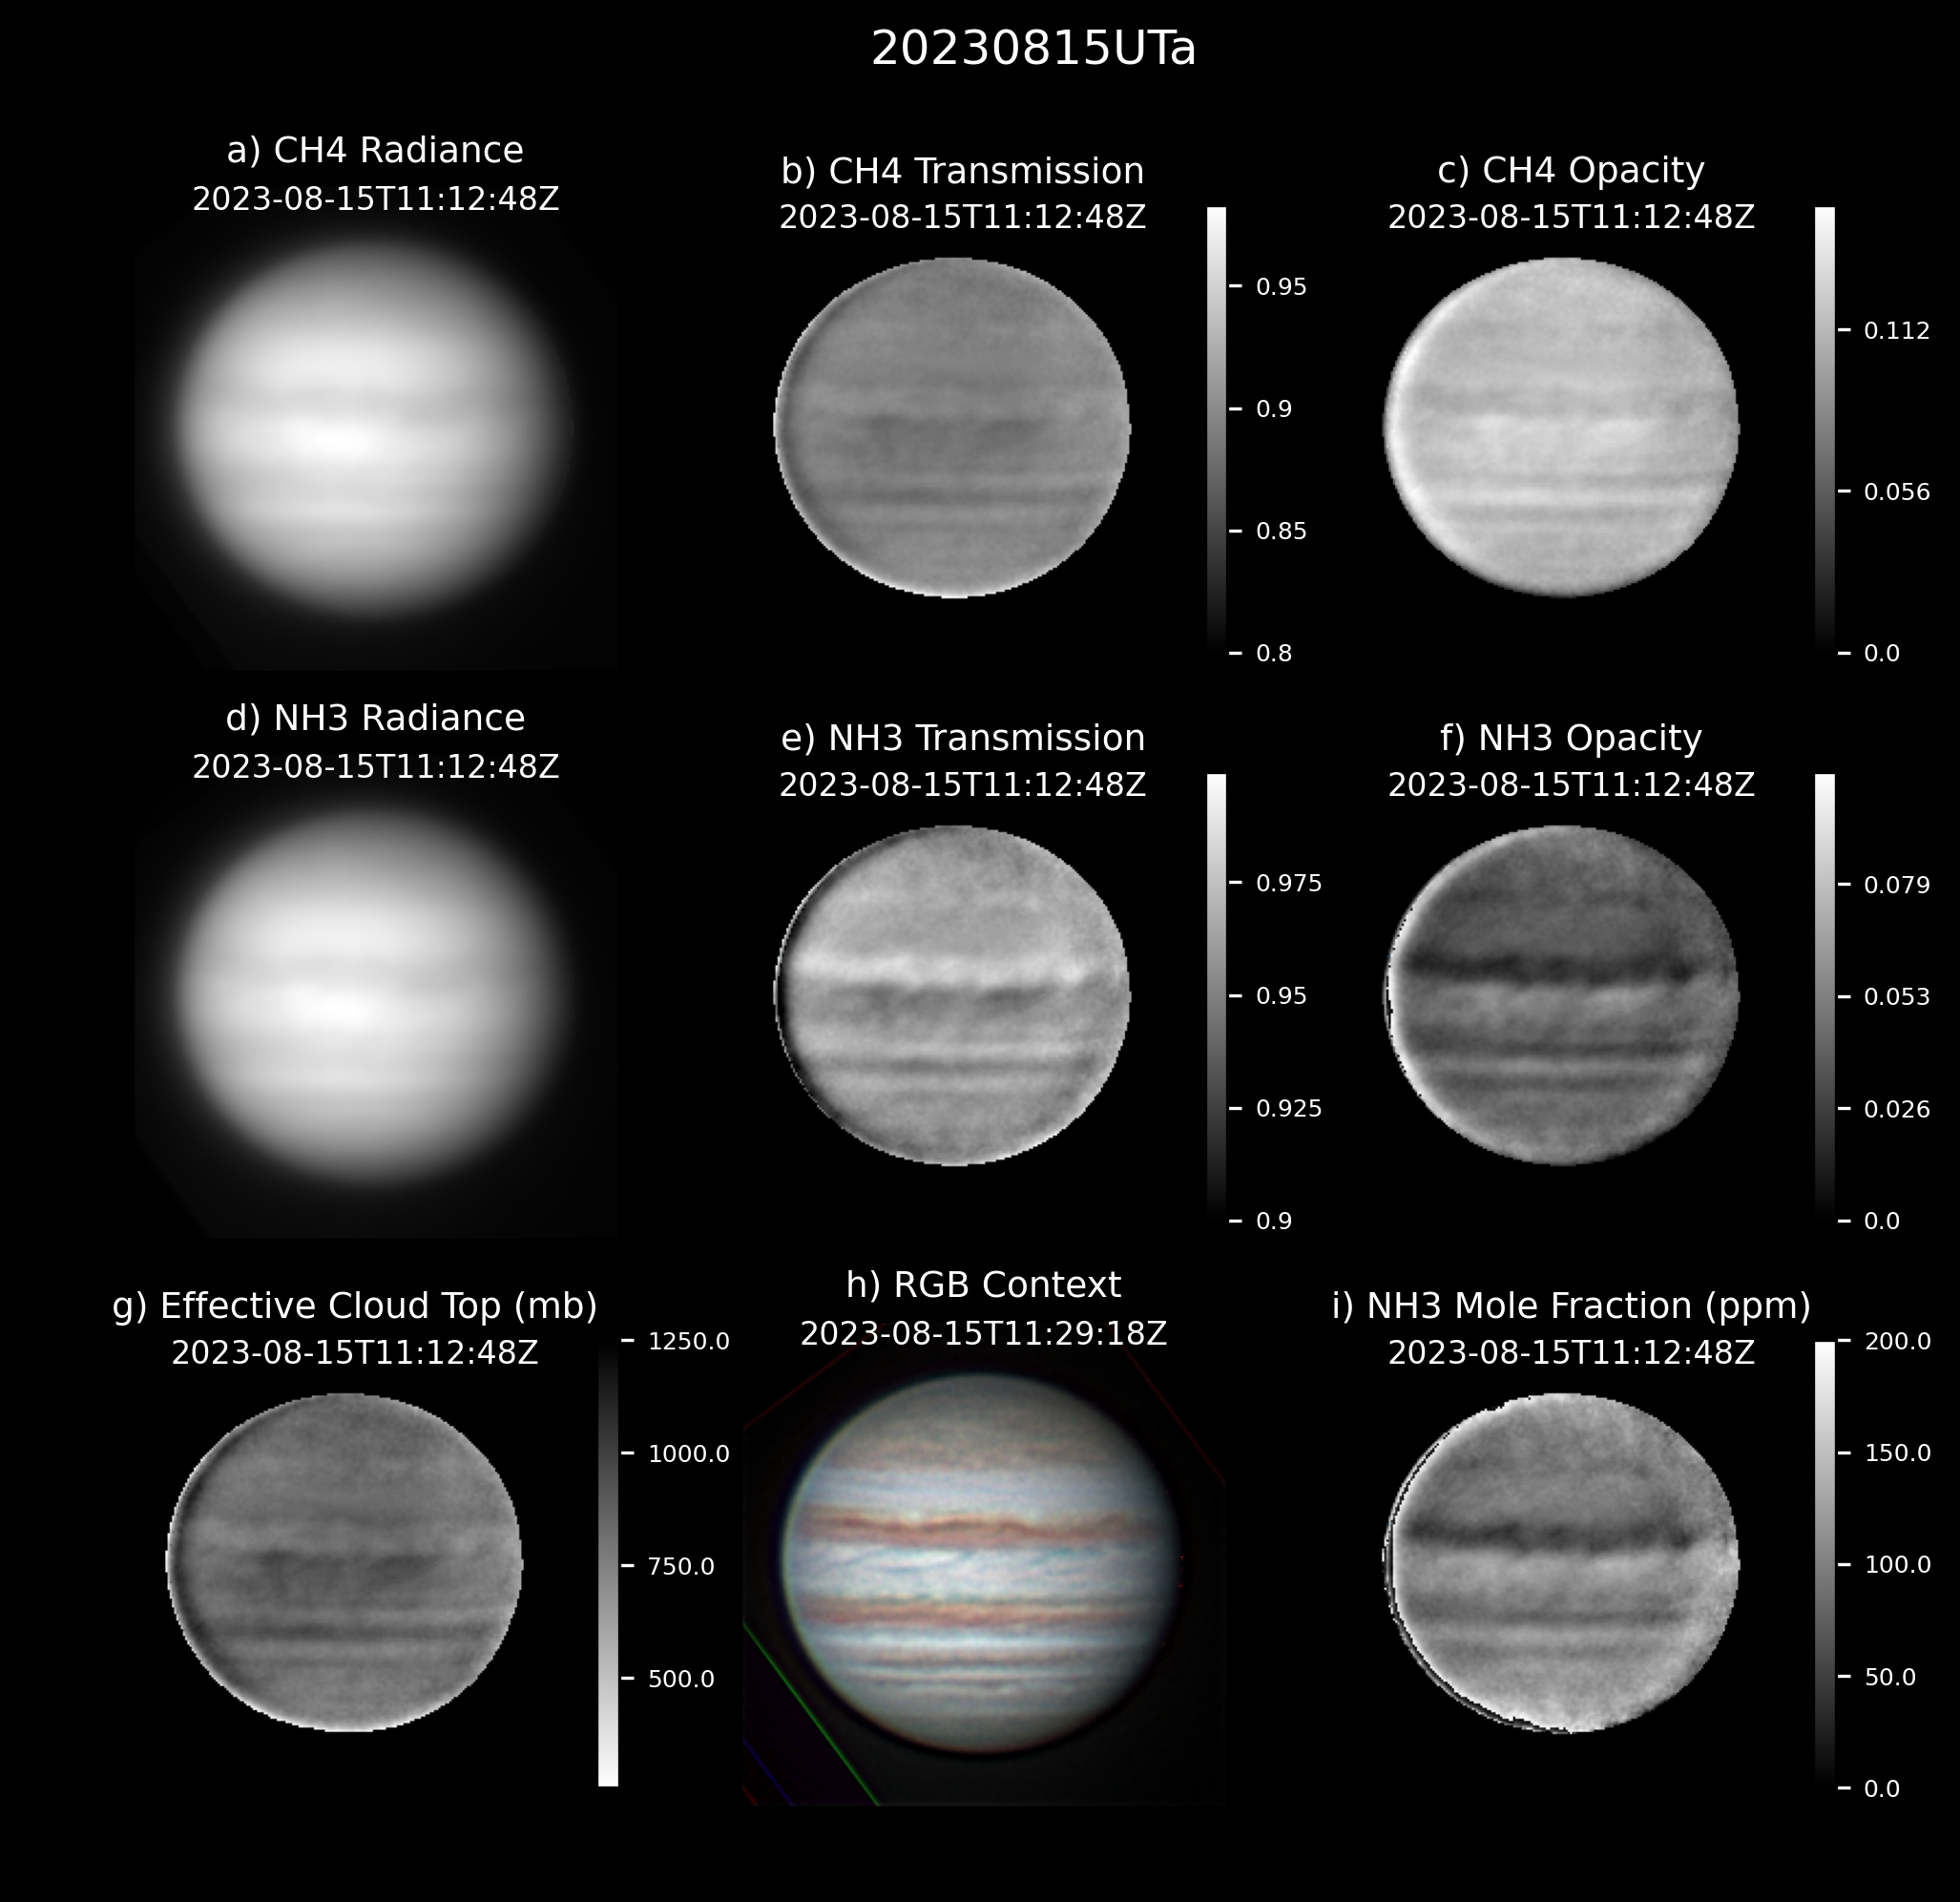 20230815UTa
a) CH4 Radiance
2023-08-15T11:12:48Z
b) CH4 Transmission
2023-08-15T11:12:48Z
0.95
0.9
0.85
0.8
c) CH4 Opacity
2023-08-15T11:12:48Z
0.112
0.056
0.0
d) NH3 Radiance
2023-08-15T11:12:48Z
e) NH3 Transmission
2023-08-15T11:12:48Z
0.975
0.95
0.925
0.9
f) NH3 Opacity
2023-08-15T11:12:48Z
0.079
0.053
0.026
0.0
g) Effective Cloud Top (mb)
2023-08-15T11:12:48Z
1250.0
1000.0
750.0
500.0
h) RGB Context
2023-08-15T11:29:18Z
i) NH3 Mole Fraction (ppm)
2023-08-15T11:12:48Z
200.0
150.0
100.0
50.0
0.0